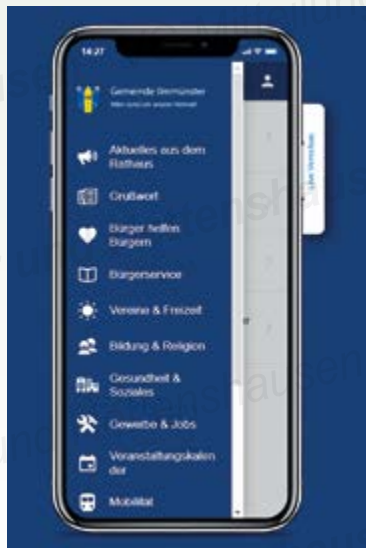 14:27
Gemeinde Ilmmünster
Aktuelles aus dem
Rathaus
Grußwort
Bürger helfen
Bürgern
Bürgerservice
Vereine & Freizeit
Bildung & Religion
Gesundheit &
Soziales
Gewerbe & Jobs
Veranstaltungskalen
der
Mobilität